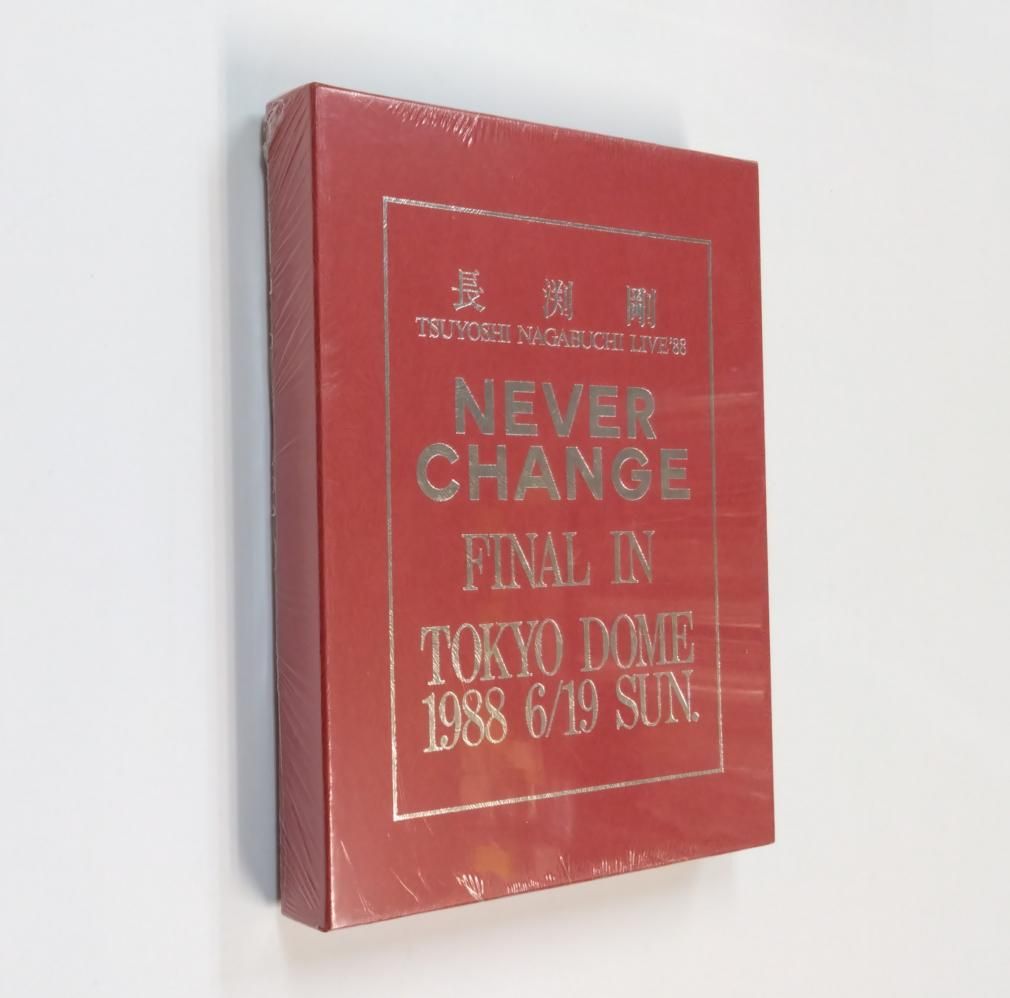 長 渕 剛
TSUYOSHI NAGABUCHI LIVE '88
NEVER
CHANGE
FINAL IN
TOKYO DOME
1988 6/19 SUN.